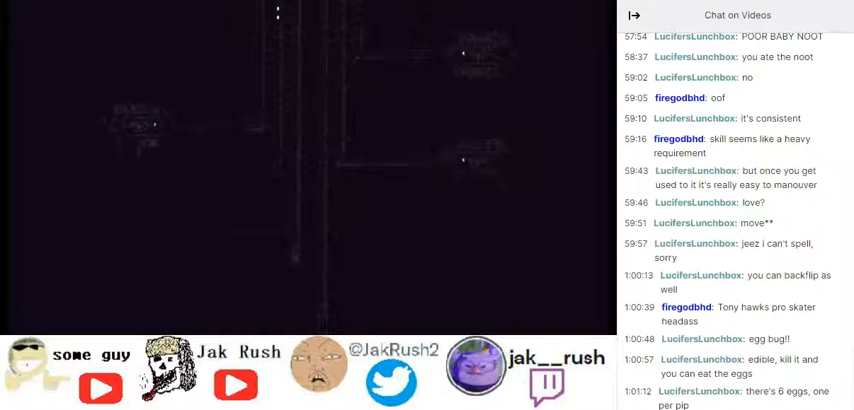 Chat on Videos
57:54 LucifersLunchbox: POOR BABY NOOT
58:37 LucifersLunchbox: you ate the noot
59:02 LucifersLunchbox: no
59:05 firegodbhd: oof
59:10 LucifersLunchbox: it's consistent
59:16 firegodbhd: skill seems like a heavy
requirement
59:43 LucifersLunchbox: but once you get
used to it it's really easy to manouver
59:46 LucifersLunchbox: love?
59:51 LucifersLunchbox: move**
59:57 LucifersLunchbox: jeez i can't spell,
sorry
1:00:13 LucifersLunchbox: you can backflip as
well
1:00:39 firegodbhd: Tony hawks pro skater
headass
1:00:48 LucifersLunchbox: egg bug!!
1:00:57 LucifersLunchbox: edible, kill it and
you can eat the eggs
1:01:12 LucifersLunchbox: there's 6 eggs, one
per pip
some guy
Jak Rush
@JakRush2
jak__rush